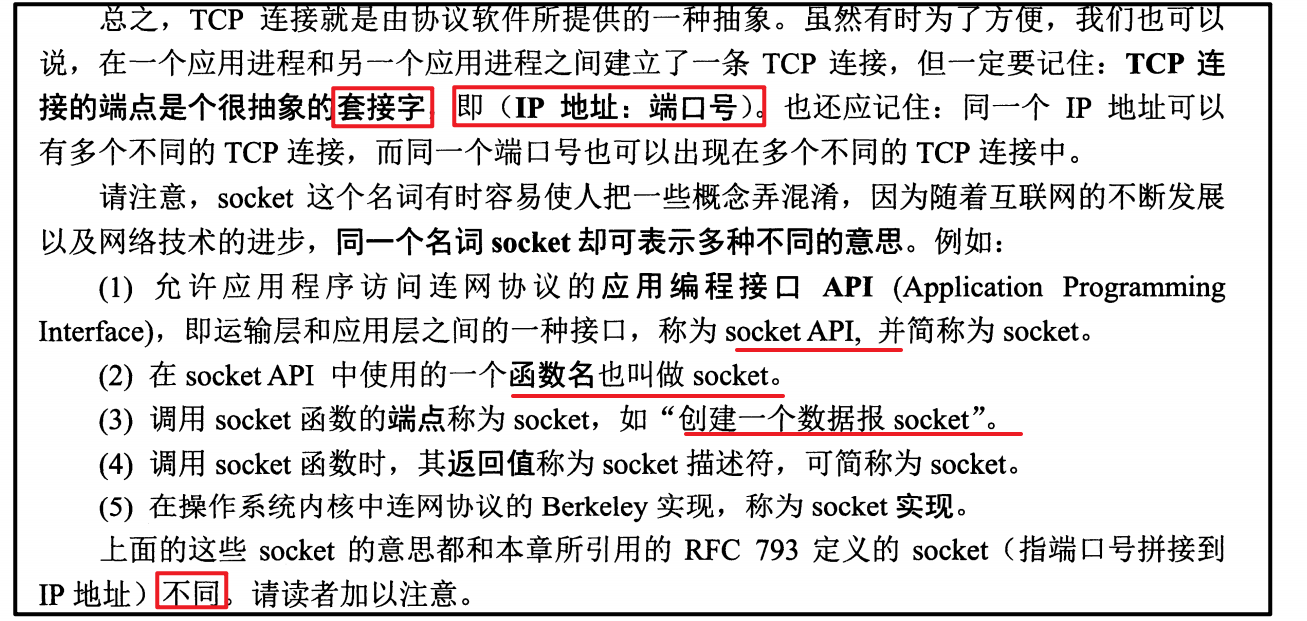 总之，TCP 连接就是由协议软件所提供的一种抽象。虽然有时为了方便，我们也可以
说，在一个应用进程和另一个应用进程之间建立了一条 TCP 连接，但一定要记住：TCP 连
接的端点是个很抽象的套接字，即（IP 地址：端口号）。也还应记住：同一个 IP 地址可以
有多个不同的 TCP 连接，而同一个端口号也可以出现在多个不同的 TCP 连接中。
请注意，socket 这个名词有时容易使人把一些概念弄混淆，因为随着互联网的不断发展
以及网络技术的进步，同一个名词 socket 却可表示多种不同的意思。例如：
(1) 允许应用程序访问连网协议的应用编程接口 API (Application Programming
Interface)，即运输层和应用层之间的一种接口，称为 socket API, 并简称为 socket。
(2) 在 socket API 中使用的一个函数名也叫做 socket。
(3) 调用 socket 函数的端点称为 socket，如“创建一个数据报 socket”。
(4) 调用 socket 函数时，其返回值称为 socket 描述符，可简称为 socket。
(5) 在操作系统内核中连网协议的 Berkeley 实现，称为 socket 实现。
上面的这些 socket 的意思都和本章所引用的 RFC 793 定义的 socket（指端口号拼接到
IP 地址）不同。请读者加以注意。